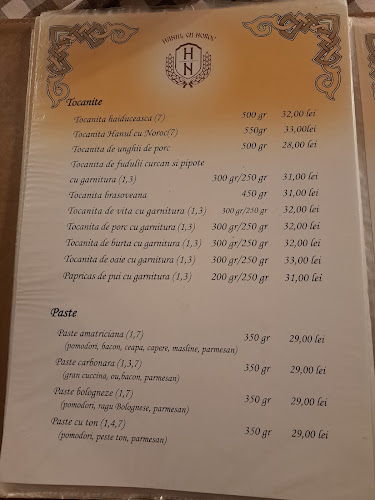 HANUL CU NOROC
H
N
Tocanite
Tocanita haiduceasca (7) 500 gr 32,00 lei
Tocanita Hanul cu Noroc(7) 550gr 33,00lei
Tocanita de unghii de porc 500 gr 28,00 lei
Tocanita de fudulii curcan si pipote
cu garnitura (1,3) 300 gr/250 gr 31,00 lei
Tocanita brasoveana 450 gr 31,00 lei
Tocanita de vita cu garnitura (1,3) 300 gr/250 gr 32,00 lei
Tocanita de porc cu garnitura (1,3) 300 gr/250 gr 32,00 lei
Tocanita de burta cu garnitura (1,3) 300 gr/250 gr 32,00 lei
Tocanita de oaie cu garnitura (1,3) 300 gr/250 gr 33,00 lei
Papricas de pui cu garnitura (1,3) 200 gr/250 gr 31,00 lei
Paste
Paste amatriciana (1,7) 350 gr 29,00 lei
(pomodori, bacon, ceapa, capere, masline, parmesan)
Paste carbonara (1,3,7) 350 gr 29,00 lei
(gran cuccina, ou,bacon, parmesan)
Paste bologneze (1,7) 350 gr 29,00 lei
(pomodori, ragu Bolognese, parmesan)
Paste cu ton (1,4,7) 350 gr 29,00 lei
(pomodori, peste ton, parmesan)